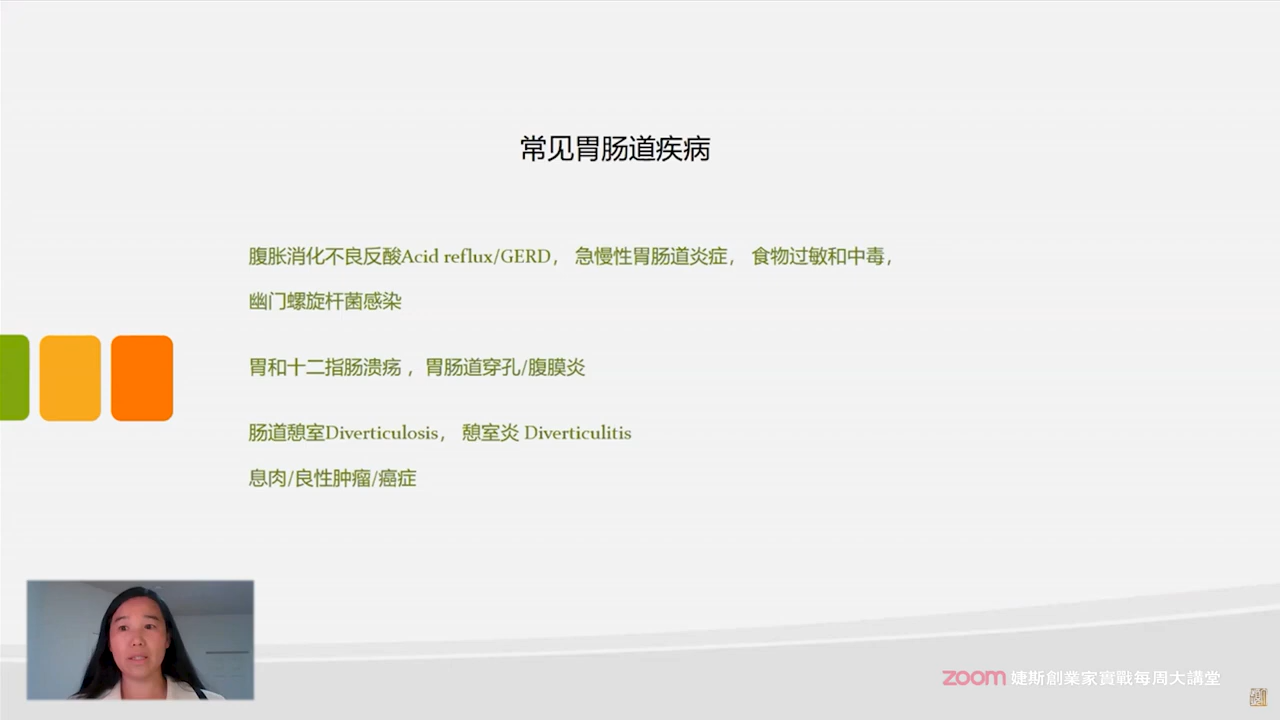 常见胃肠道疾病
腹胀消化不良反酸Acid reflux/GERD， 急慢性胃肠道炎症， 食物过敏和中毒，
幽门螺旋杆菌感染
胃和十二指肠溃疡 ，胃肠道穿孔/腹膜炎
肠道憩室Diverticulosis， 憩室炎 Diverticulitis
息肉/良性肿瘤/癌症
zoom 婕斯創業家實戰每周大講堂